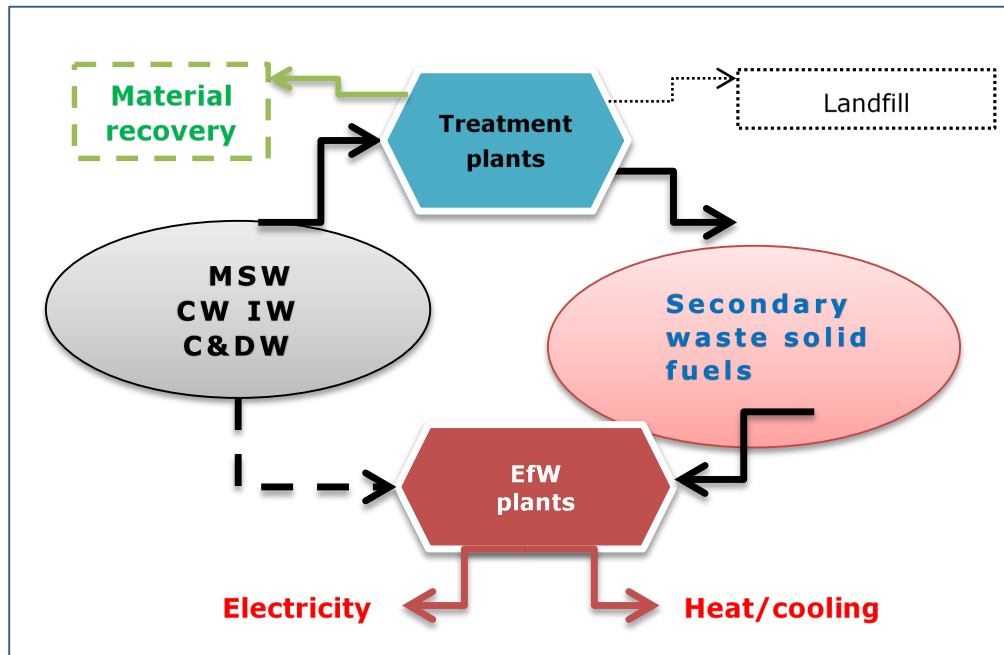 Material
recovery
Treatment
plants
Landfill
MSW
CW IW
C&DW
Secondary
waste solid
fuels
EfW
plants
Electricity
Heat/cooling